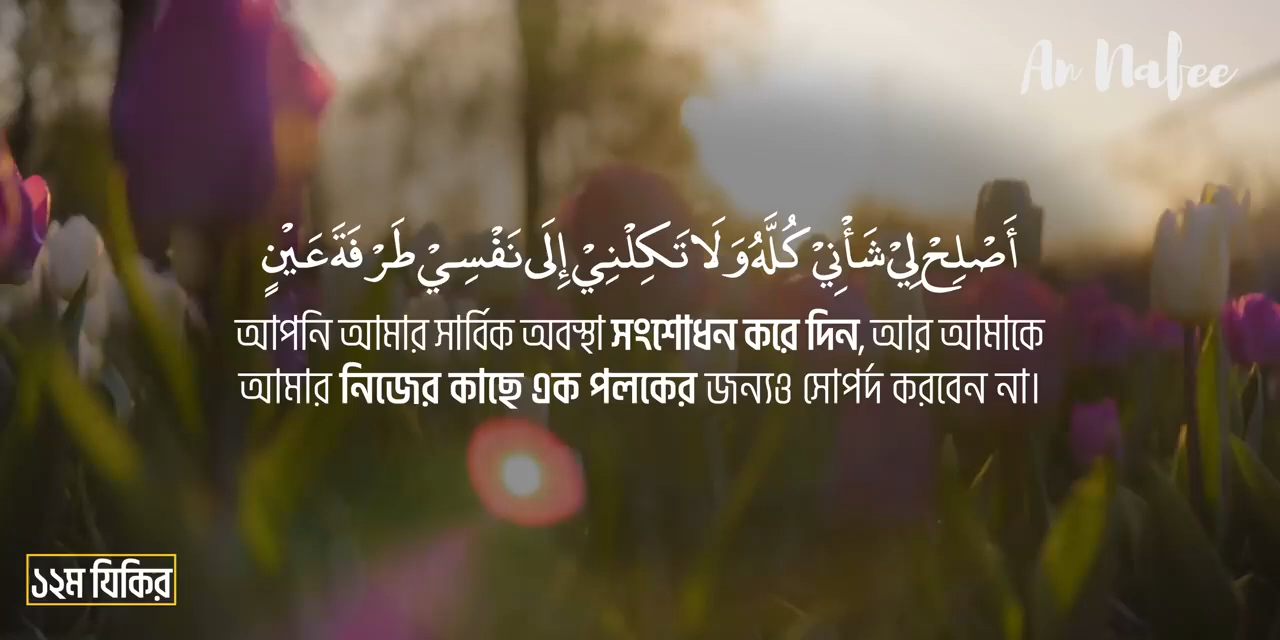 An Nafee
أَصْلِحْ لِيْ شَأْنِيْ كُلَّهُ وَلَا تَكِلْنِيْ إِلَى نَفْسِيْ طَرْفَةَ عَيْنٍ
আপনি আমার সার্বিক অবস্থা সংশোধন করে দিন, আর আমাকে
আমার নিজের কাছে এক পলকের জন্যও সোপর্দ করবেন না।
১২ম যিকির